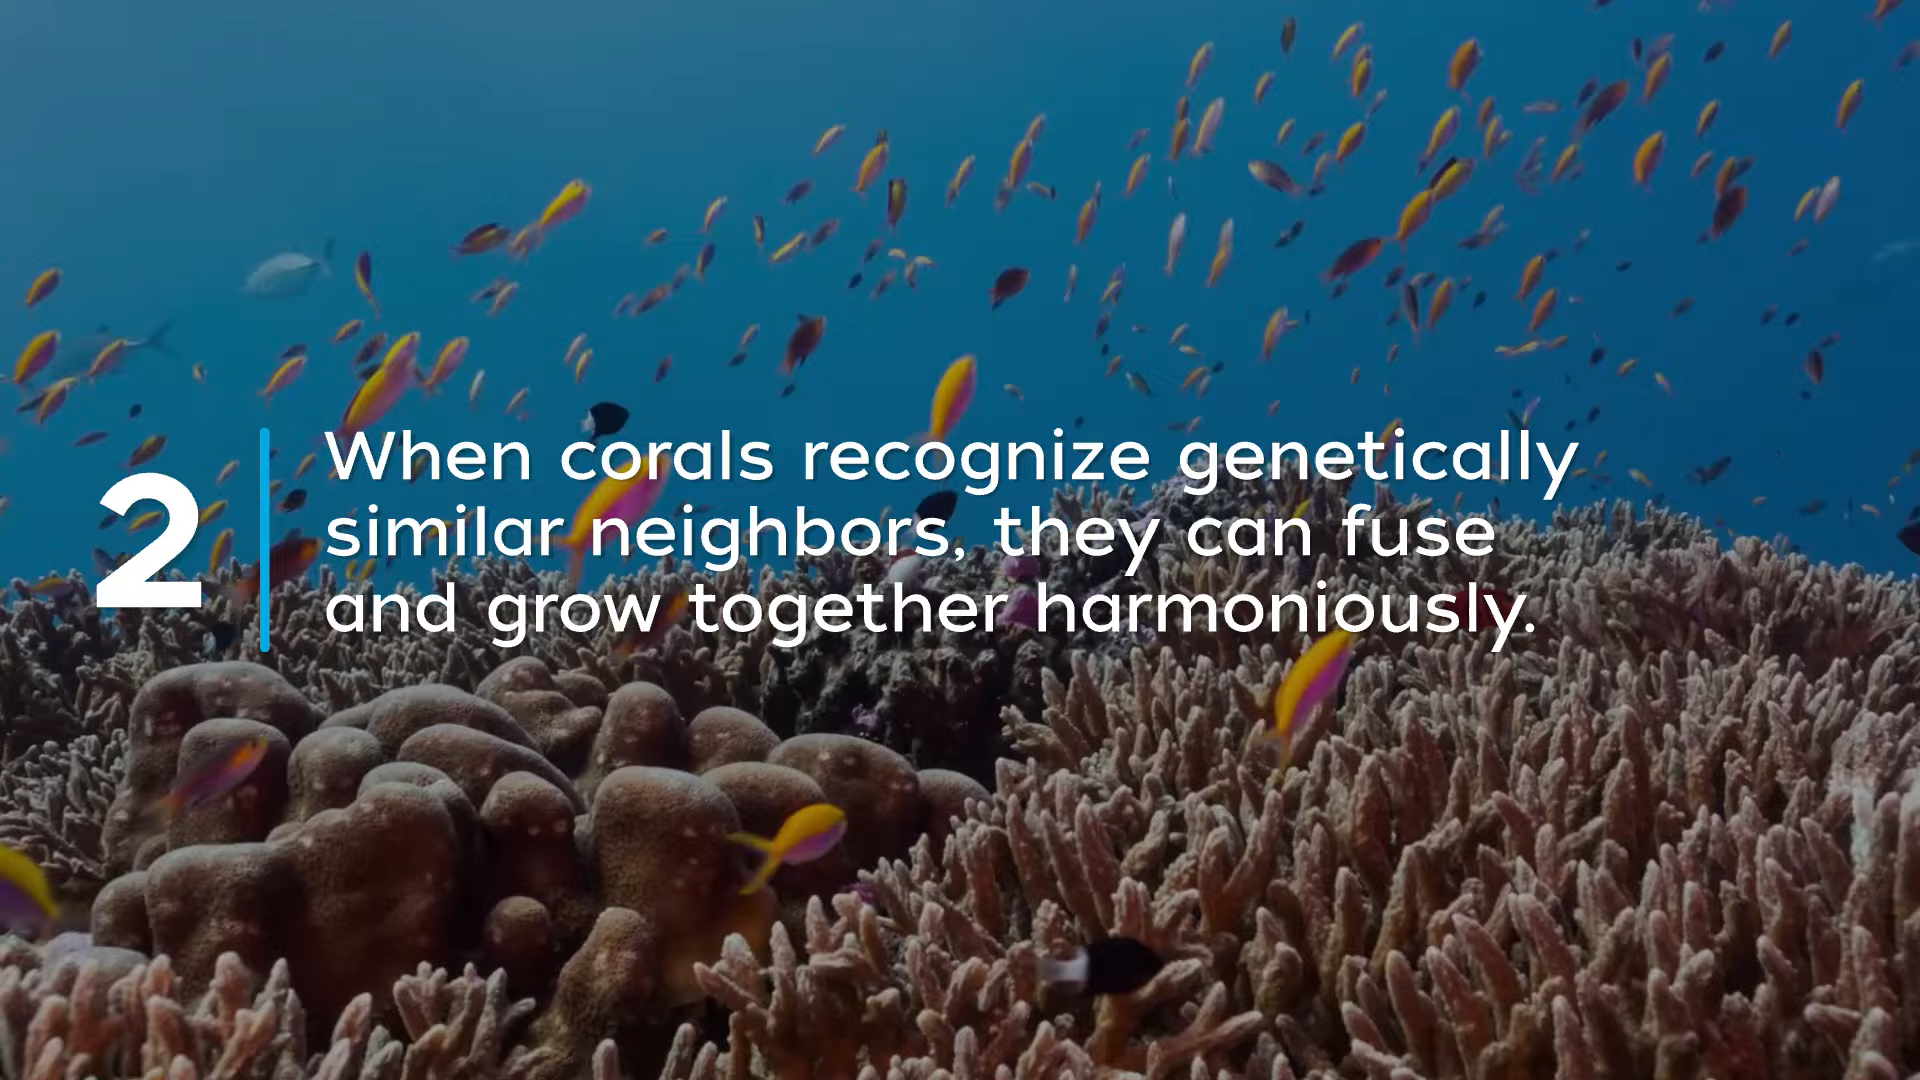 2
When corals recognize genetically
similar neighbors, they can fuse
and grow together harmoniously.